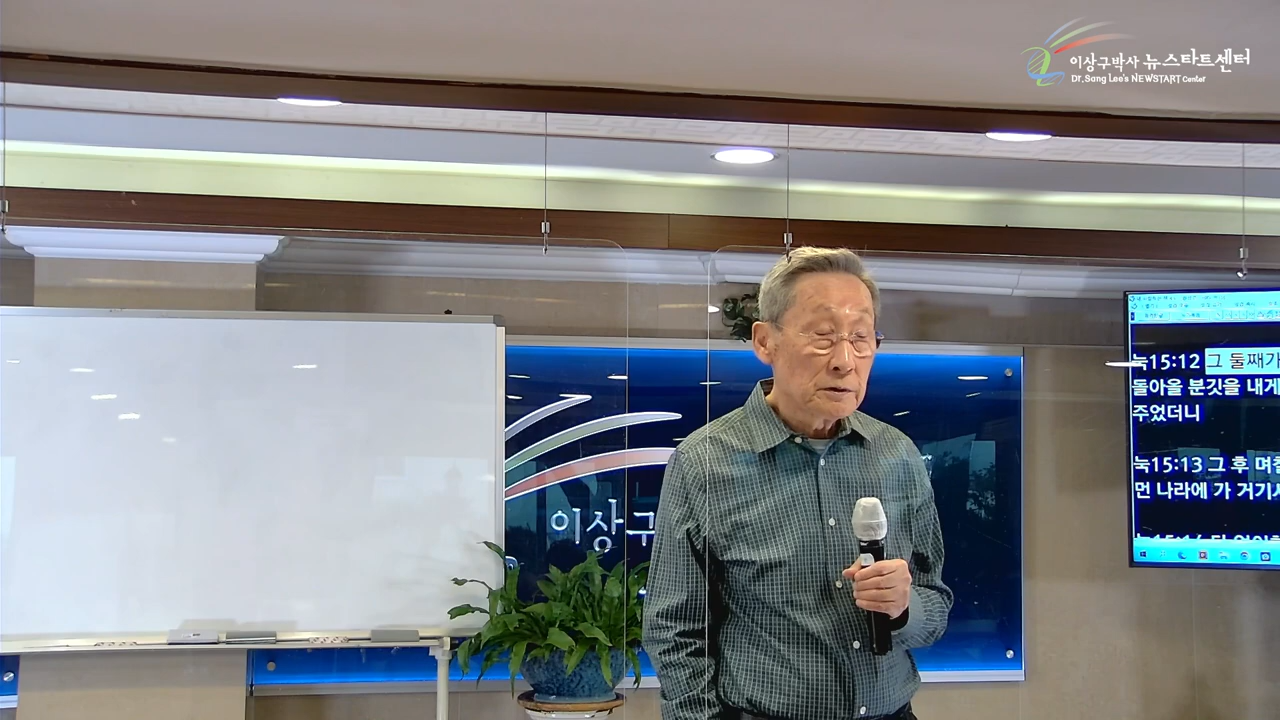 이상구박사 뉴스타트센터
Dr. Sang Lee's NEWSTART Center
이상구
눅15:12 그 둘째가
돌아올 분깃을 내게
주었더니
눅15:13 그 후 며칠
먼 나라에 가 거기서